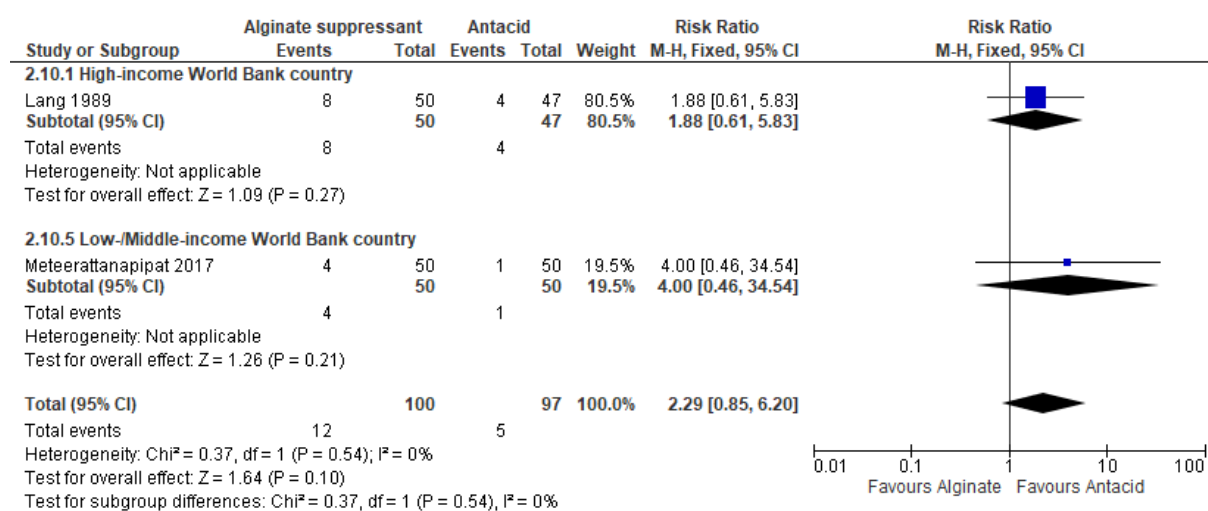 Alginate suppressant Antacid Risk Ratio Risk Ratio
Study or Subgroup Events Total Events Total Weight M-H, Fixed, 95% CI M-H, Fixed, 95% CI
2.10.1 High-income World Bank country
Lang 1989 8 50 4 47 80.5% 1.88 [0.61, 5.83]
Subtotal (95% CI) 50 47 80.5% 1.88 [0.61, 5.83]
Total events 8 4
Heterogeneity: Not applicable
Test for overall effect: Z = 1.09 (P = 0.27)
2.10.5 Low-/Middle-income World Bank country
Meteerattanapipat 2017 4 50 1 50 19.5% 4.00 [0.46, 34.54]
Subtotal (95% CI) 50 50 19.5% 4.00 [0.46, 34.54]
Total events 4 1
Heterogeneity: Not applicable
Test for overall effect: Z = 1.26 (P = 0.21)
Total (95% CI) 100 97 100.0% 2.29 [0.85, 6.20]
Total events 12 5
Heterogeneity: Chi² = 0.37, df = 1 (P = 0.54); I² = 0%
Test for overall effect: Z = 1.64 (P = 0.10)
Test for subgroup differences: Chi² = 0.37, df = 1 (P = 0.54), I² = 0%
0.01 0.1 1 10 100
Favours Alginate Favours Antacid